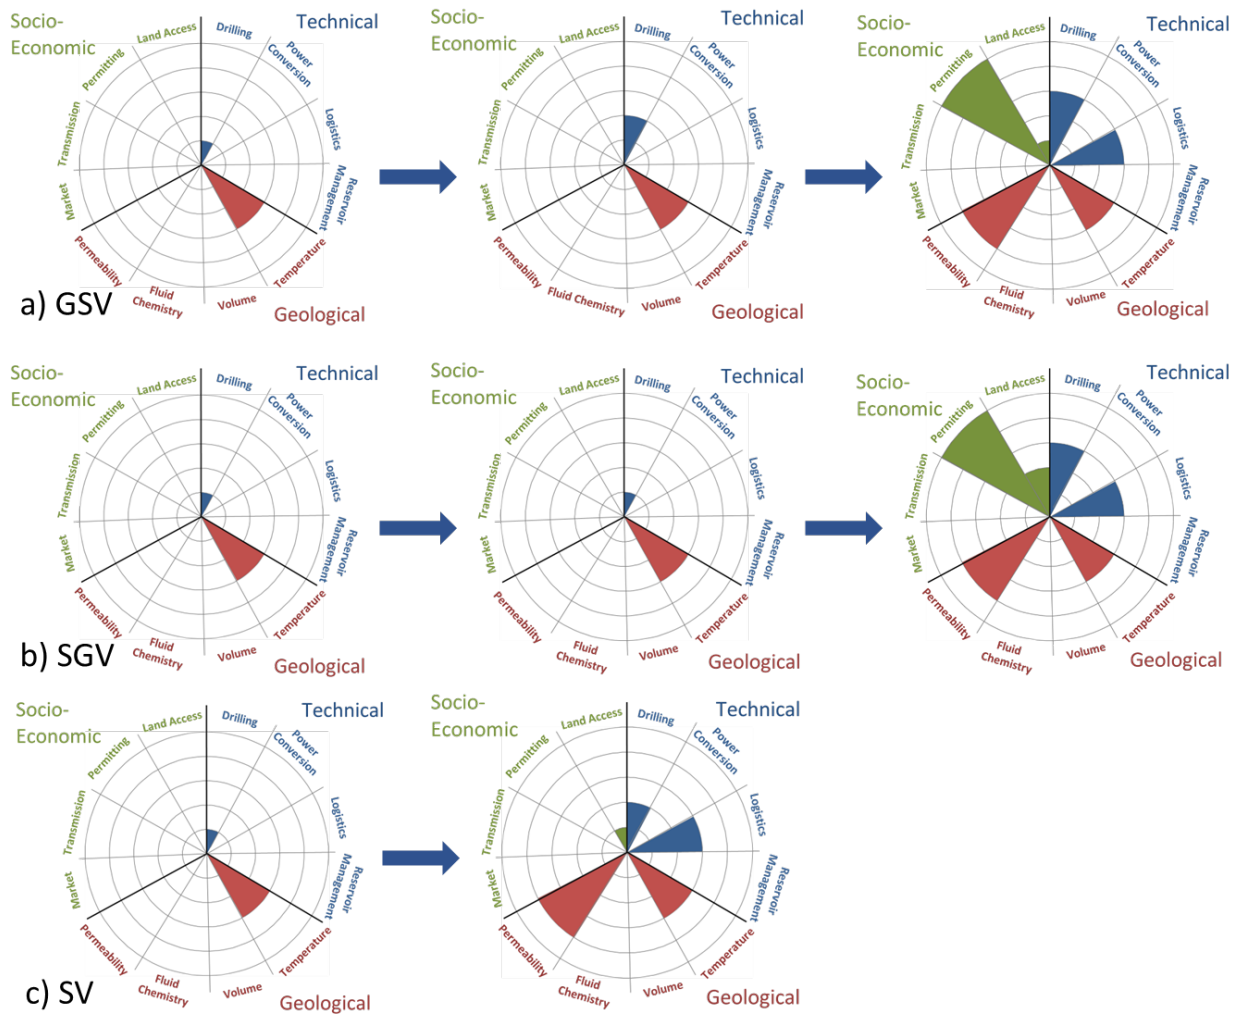 Socio-
Economic
Technical
Land Access
Drilling
Power
Conversion
Permitting
Logistics
Transmission
Reservoir
Management
Market
Permeability
Temperature
Fluid
Chemistry
Volume
Geological
Socio-
Economic
Technical
Land Access
Drilling
Power
Conversion
Permitting
Logistics
Transmission
Reservoir
Management
Market
Permeability
Temperature
Fluid Chemistry
Volume
Geological
Socio-
Economic
Technical
Land Access
Drilling
Power
Conversion
Permitting
Logistics
Transmission
Reservoir
Management
Market
Permeability
Temperature
Fluid
Chemistry
Volume
Geological
a) GSV
Socio-
Economic
Technical
Land Access
Drilling
Power
Conversion
Permitting
Logistics
Transmission
Reservoir
Management
Market
Permeability
Temperature
Fluid
Chemistry
Volume
Geological
Socio-
Economic
Technical
Land Access
Drilling
Power
Conversion
Permitting
Logistics
Transmission
Reservoir
Management
Market
Permeability
Temperature
Fluid
Chemistry
Volume
Geological
Socio-
Economic
Technical
Land Access
Drilling
Power
Conversion
Permitting
Logistics
Transmission
Reservoir
Management
Market
Permeability
Temperature
Fluid
Chemistry
Volume
Geological
b) SGV
Socio-
Economic
Technical
Land Access
Drilling
Power
Conversion
Permitting
Logistics
Transmission
Reservoir
Management
Market
Permeability
Temperature
Fluid
Chemistry
Volume
Geological
Socio-
Economic
Technical
Land Access
Drilling
Power
Conversion
Permitting
Logistics
Transmission
Reservoir
Management
Market
Permeability
Temperature
Fluid
Chemistry
Volume
Geological
c) SV